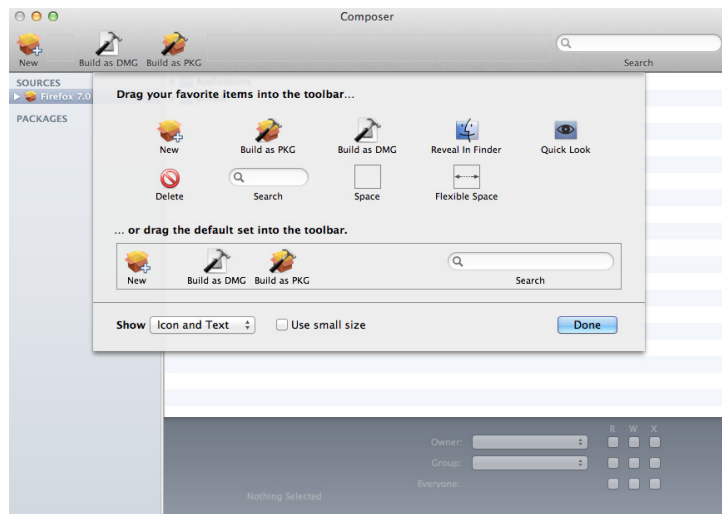 Composer
New Build as DMG Build as PKG Search
SOURCES
Firefox 7.0
PACKAGES
Drag your favorite items into the toolbar...
New Build as PKG Build as DMG Reveal In Finder Quick Look
Delete Search Space Flexible Space
... or drag the default set into the toolbar.
New Build as DMG Build as PKG Search
Show Icon and Text Use small size Done
R W X
Owner:
Group:
Everyone:
Nothing Selected